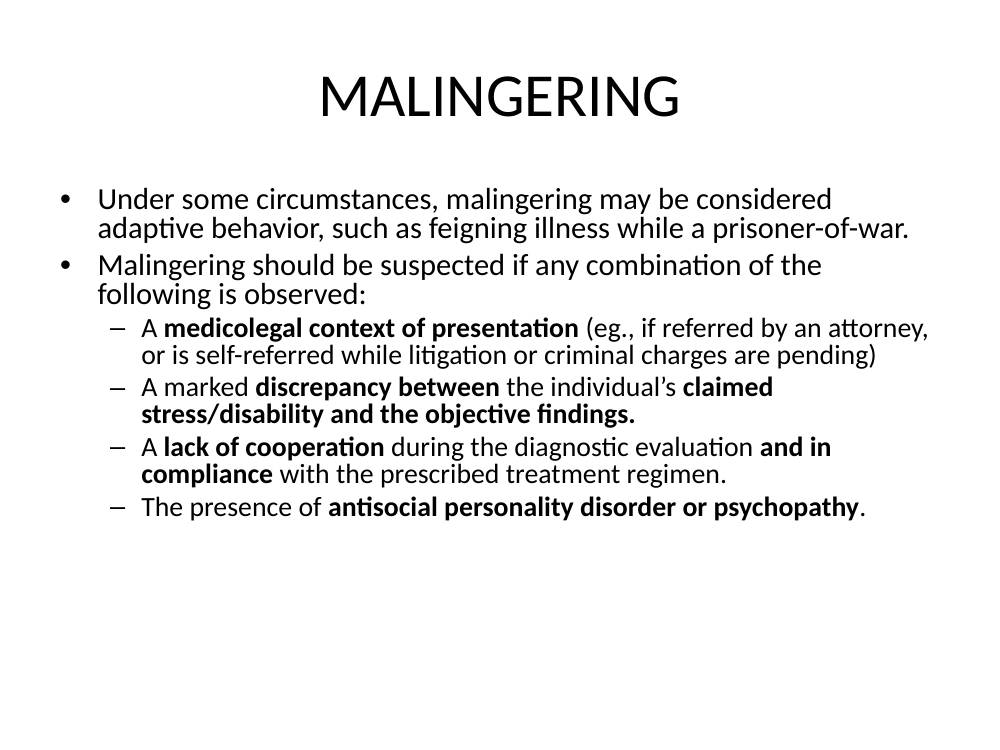 MALINGERING
• Under some circumstances, malingering may be considered
adaptive behavior, such as feigning illness while a prisoner-of-war.
• Malingering should be suspected if any combination of the
following is observed:
– A medicolegal context of presentation (eg., if referred by an attorney,
or is self-referred while litigation or criminal charges are pending)
– A marked discrepancy between the individual’s claimed
stress/disability and the objective findings.
– A lack of cooperation during the diagnostic evaluation and in
compliance with the prescribed treatment regimen.
– The presence of antisocial personality disorder or psychopathy.